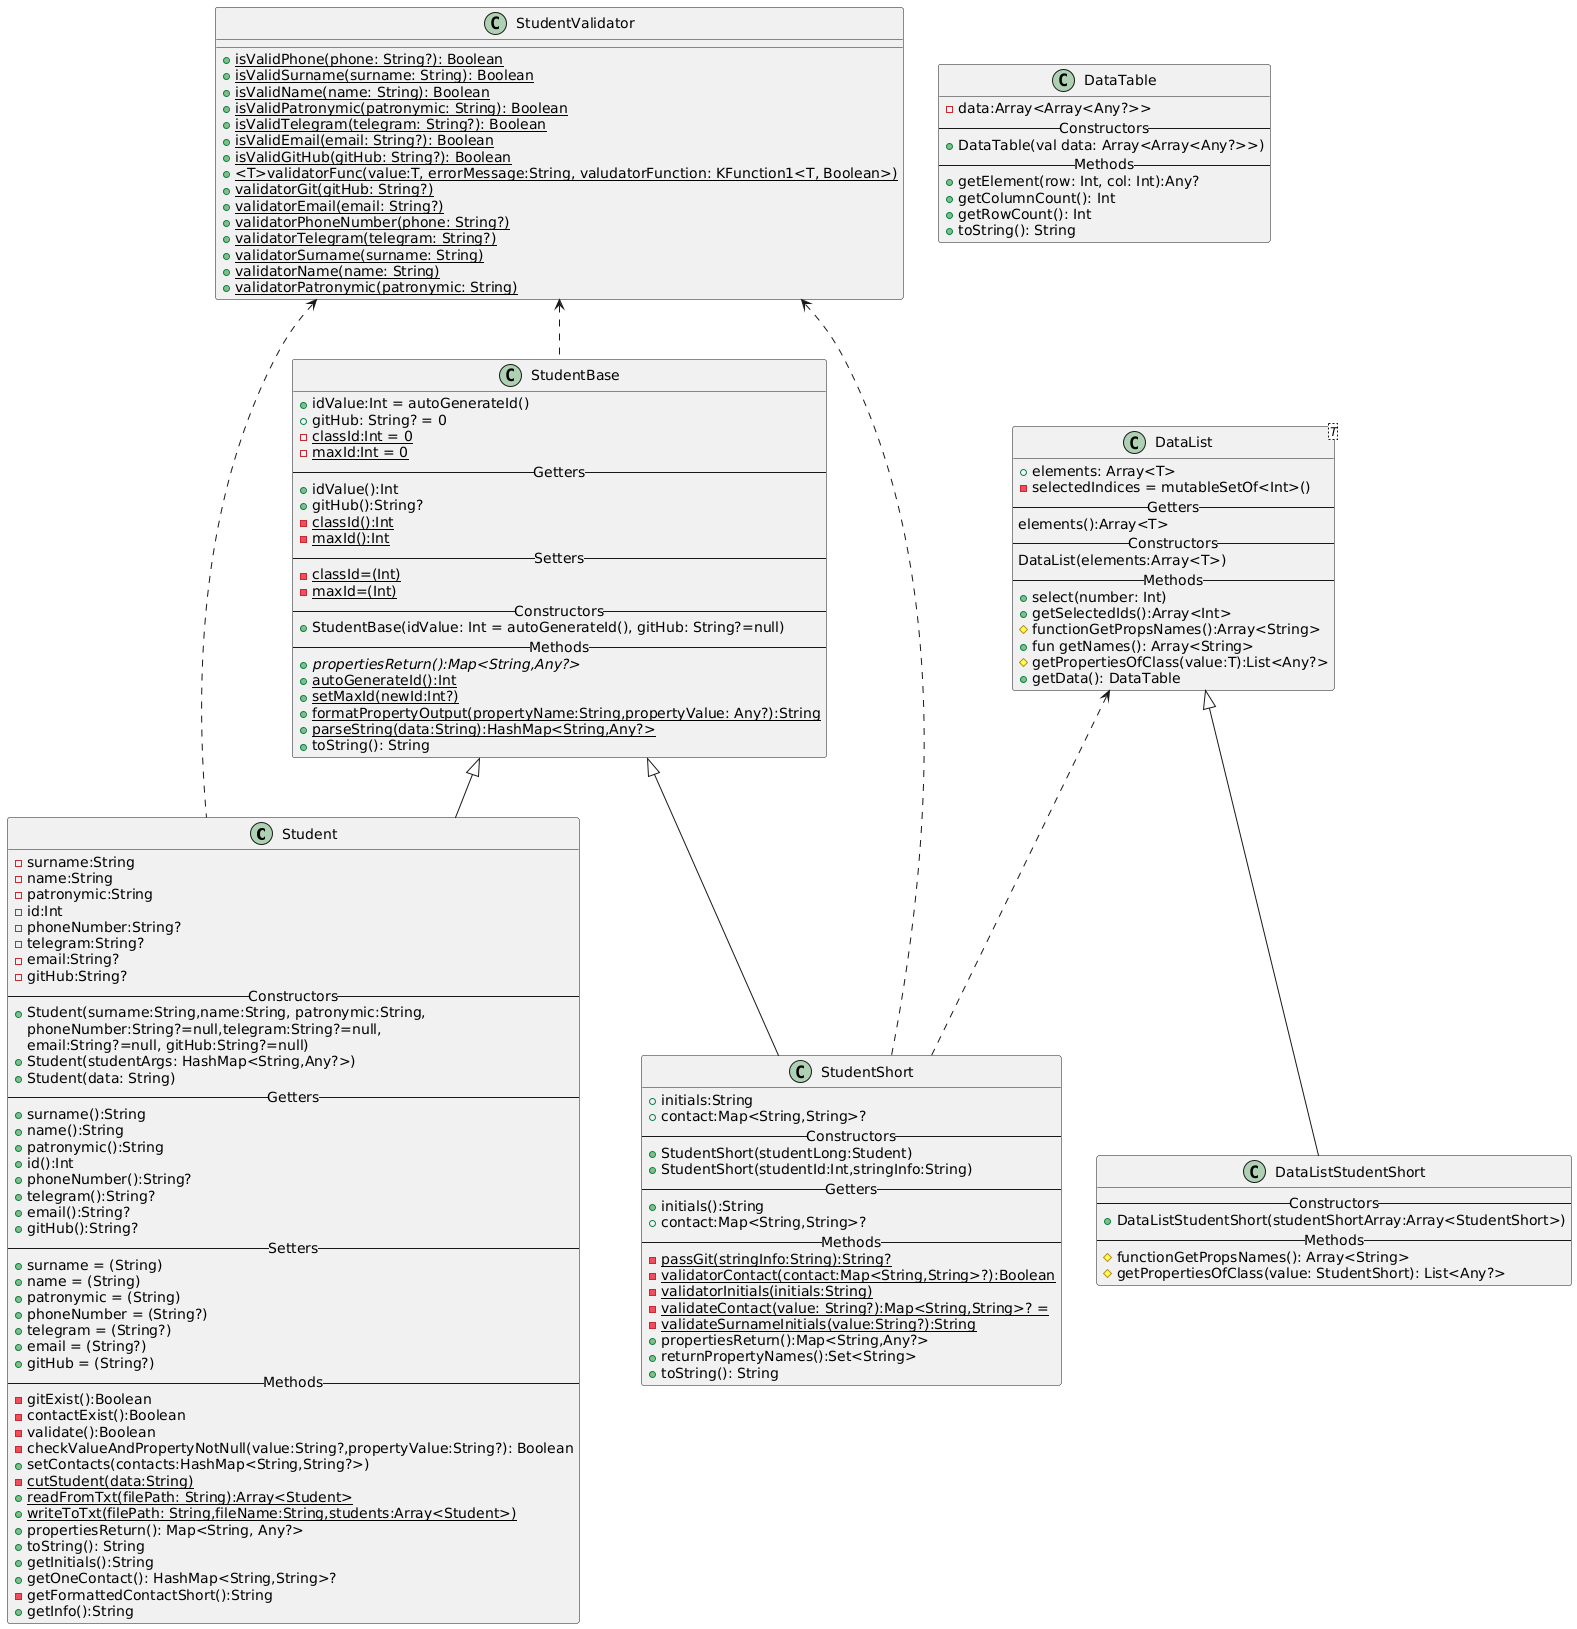 C StudentValidator
isValidPhone(phone: String?): Boolean
isValidSurname(surname: String): Boolean
isValidName(name: String): Boolean
isValidPatronymic(patronymic: String): Boolean
isValidTelegram(telegram: String?): Boolean
isValidEmail(email: String?): Boolean
isValidGitHub(gitHub: String?): Boolean
<T>validatorFunc(value:T, errorMessage:String, valudatorFunction: KFunction1<T, Boolean>)
validatorGit(gitHub: String?)
validatorEmail(email: String?)
validatorPhoneNumber(phone: String?)
validatorTelegram(telegram: String?)
validatorSurname(surname: String)
validatorName(name: String)
validatorPatronymic(patronymic: String)
C DataTable
data:Array<Array<Any?>>
Constructors
DataTable(val data: Array<Array<Any?>>)
Methods
getElement(row: Int, col: Int):Any?
getColumnCount(): Int
getRowCount(): Int
toString(): String
C StudentBase
idValue:Int = autoGenerateId()
gitHub: String? = 0
classId:Int = 0
maxId:Int = 0
Getters
idValue():Int
gitHub():String?
classId():Int
maxId():Int
Setters
classId=(Int)
maxId=(Int)
Constructors
StudentBase(idValue: Int = autoGenerateId(), gitHub: String?=null)
Methods
propertiesReturn():Map<String,Any?>
autoGenerateId():Int
setMaxId(newId:Int?)
formatPropertyOutput(propertyName:String,propertyValue: Any?):String
parseString(data:String):HashMap<String,Any?>
toString(): String
C DataList T
elements: Array<T>
selectedIndices = mutableSetOf<Int>()
Getters
elements():Array<T>
Constructors
DataList(elements:Array<T>)
Methods
select(number: Int)
getSelectedIds():Array<Int>
functionGetPropsNames():Array<String>
fun getNames(): Array<String>
getPropertiesOfClass(value:T):List<Any?>
getData(): DataTable
C Student
surname:String
name:String
patronymic:String
id:Int
phoneNumber:String?
telegram:String?
email:String?
gitHub:String?
Constructors
Student(surname:String,name:String, patronymic:String,
phoneNumber:String?=null,telegram:String?=null,
email:String?=null, gitHub:String?=null)
Student(studentArgs: HashMap<String,Any?>)
Student(data: String)
Getters
surname():String
name():String
patronymic():String
id():Int
phoneNumber():String?
telegram():String?
email():String?
gitHub():String?
Setters
surname = (String)
name = (String)
patronymic = (String)
phoneNumber = (String?)
telegram = (String?)
email = (String?)
gitHub = (String?)
Methods
gitExist():Boolean
contactExist():Boolean
validate():Boolean
checkValueAndPropertyNotNull(value:String?,propertyValue:String?): Boolean
setContacts(contacts:HashMap<String,String?>)
cutStudent(data:String)
readFromTxt(filePath: String):Array<Student>
writeToTxt(filePath: String,fileName:String,students:Array<Student>)
propertiesReturn(): Map<String, Any?>
toString(): String
getInitials():String
getOneContact(): HashMap<String,String>?
getFormattedContactShort():String
getInfo():String
C StudentShort
initials:String
contact:Map<String,String>?
Constructors
StudentShort(studentLong:Student)
StudentShort(studentId:Int,stringInfo:String)
Getters
initials():String
contact:Map<String,String>?
Methods
passGit(stringInfo:String):String?
validatorContact(contact:Map<String,String>?):Boolean
validatorInitials(initials:String)
validateContact(value: String?):Map<String,String>? =
validateSurnameInitials(value:String?):String
propertiesReturn():Map<String,Any?>
returnPropertyNames():Set<String>
toString(): String
C DataListStudentShort
Constructors
DataListStudentShort(studentShortArray:Array<StudentShort>)
Methods
functionGetPropsNames(): Array<String>
getPropertiesOfClass(value: StudentShort): List<Any?>